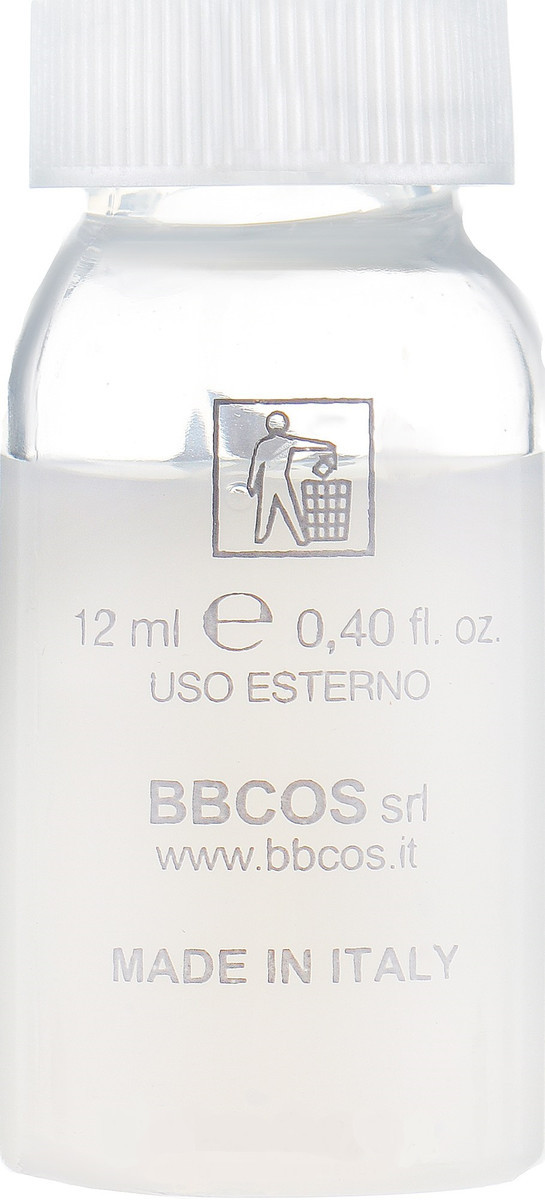 12 ml ℮ 0,40 fl. oz.
USO ESTERNO
BBCOS srl
www.bbcos.it
MADE IN ITALY